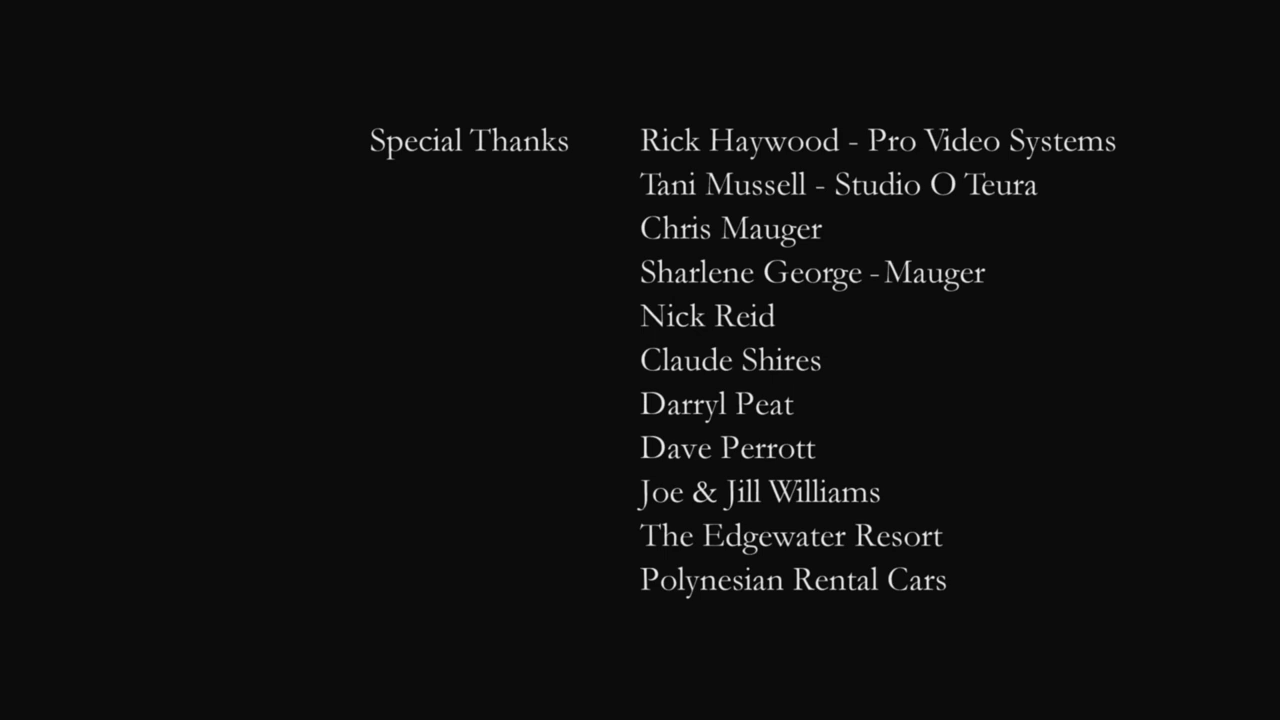 Special Thanks Rick Haywood - Pro Video Systems
Tani Mussell - Studio O Teura
Chris Mauger
Sharlene George -Mauger
Nick Reid
Claude Shires
Darryl Peat
Dave Perrott
Joe & Jill Williams
The Edgewater Resort
Polynesian Rental Cars